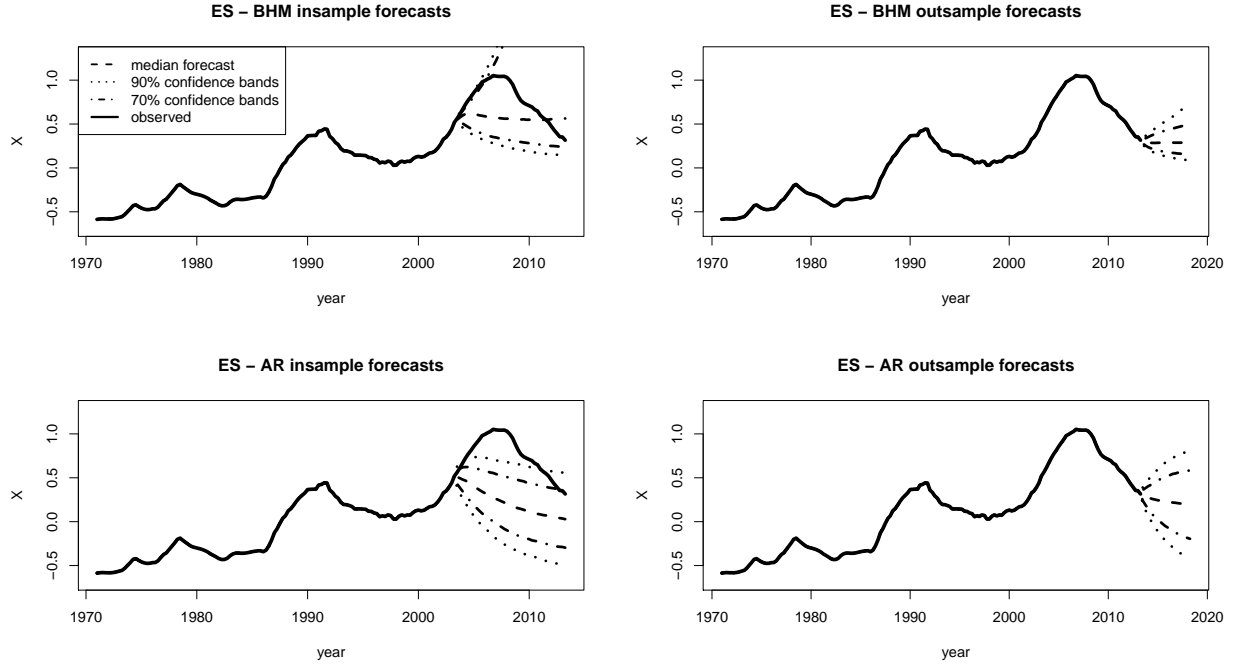 ES – BHM insample forecasts
median forecast
90% confidence bands
70% confidence bands
observed
X
1.0
0.5
0.0
−0.5
1970 1980 1990 2000 2010
year
ES – BHM outsample forecasts
X
1.0
0.5
0.0
−0.5
1970 1980 1990 2000 2010 2020
year
ES – AR insample forecasts
X
1.0
0.5
0.0
−0.5
1970 1980 1990 2000 2010
year
ES – AR outsample forecasts
X
1.0
0.5
0.0
−0.5
1970 1980 1990 2000 2010 2020
year